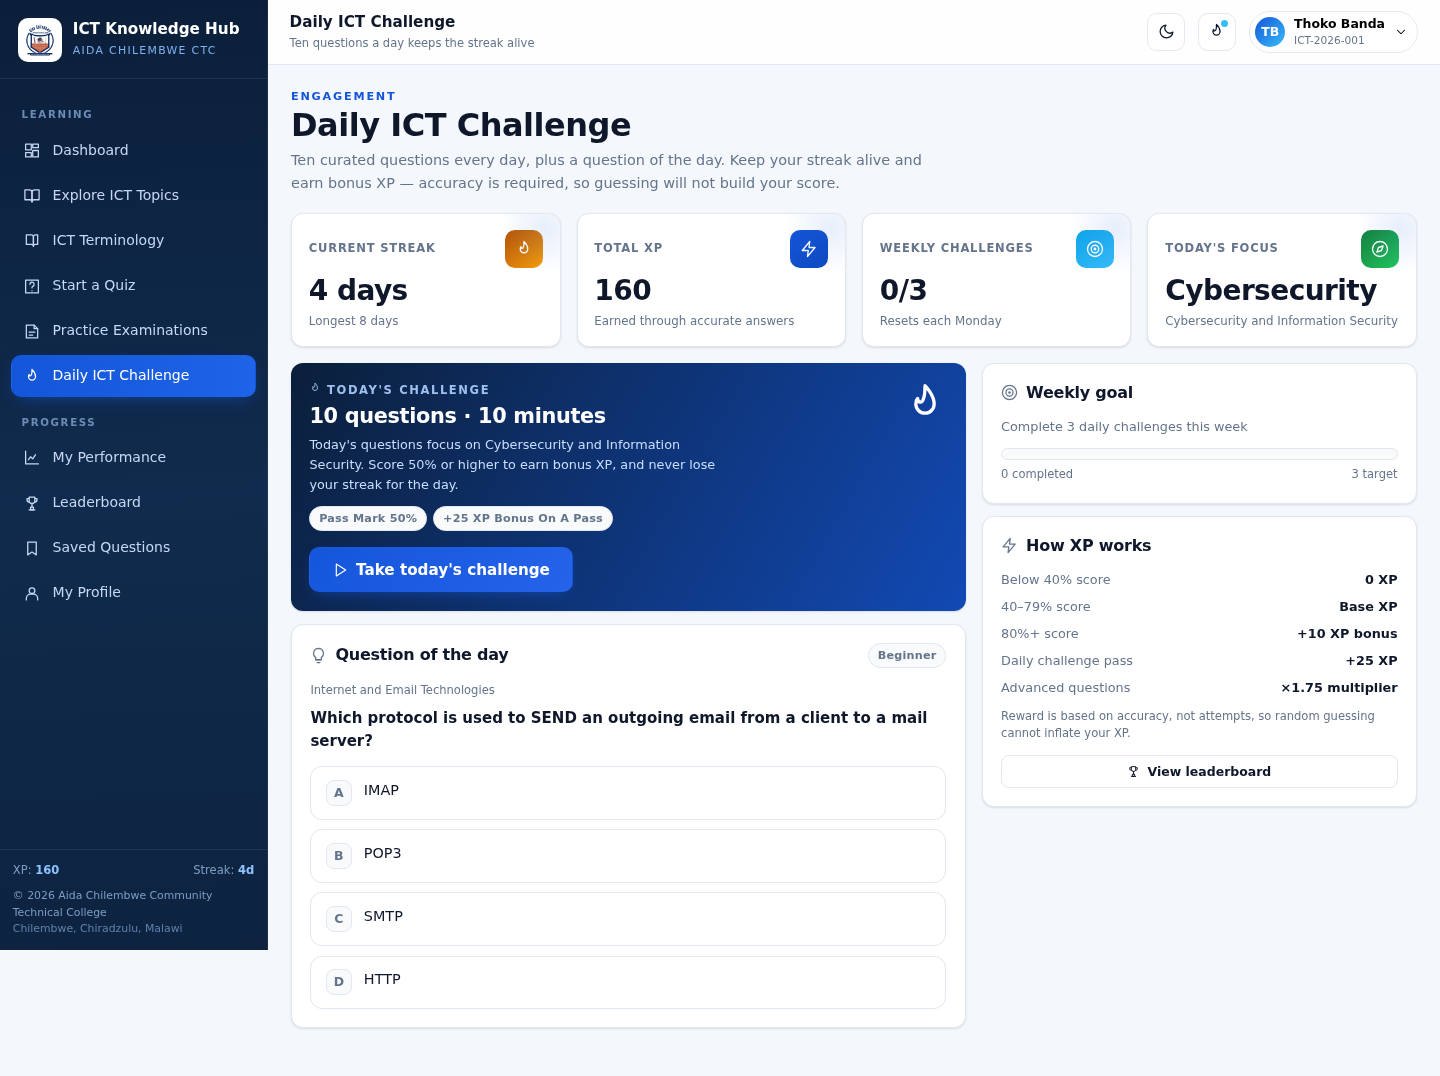 ICT Knowledge Hub
AIDA CHILEMBWE CTC
LEARNING
Dashboard
Explore ICT Topics
ICT Terminology
Start a Quiz
Practice Examinations
Daily ICT Challenge
PROGRESS
My Performance
Leaderboard
Saved Questions
My Profile
XP: 160
Streak: 4d
© 2026 Aida Chilembwe Community
Technical College
Chilembwe, Chiradzulu, Malawi
Daily ICT Challenge
Ten questions a day keeps the streak alive
TB
Thoko Banda
ICT-2026-001
ENGAGEMENT
Daily ICT Challenge
Ten curated questions every day, plus a question of the day. Keep your streak alive and
earn bonus XP — accuracy is required, so guessing will not build your score.
CURRENT STREAK
4 days
Longest 8 days
TOTAL XP
160
Earned through accurate answers
WEEKLY CHALLENGES
0/3
Resets each Monday
TODAY'S FOCUS
Cybersecurity
Cybersecurity and Information Security
TODAY'S CHALLENGE
10 questions · 10 minutes
Today's questions focus on Cybersecurity and Information
Security. Score 50% or higher to earn bonus XP, and never lose
your streak for the day.
Pass Mark 50%
+25 XP Bonus On A Pass
Take today's challenge
Question of the day
Beginner
Internet and Email Technologies
Which protocol is used to SEND an outgoing email from a client to a mail
server?
A IMAP
B POP3
C SMTP
D HTTP
Weekly goal
Complete 3 daily challenges this week
0 completed
3 target
How XP works
Below 40% score 0 XP
40–79% score Base XP
80%+ score +10 XP bonus
Daily challenge pass +25 XP
Advanced questions ×1.75 multiplier
Reward is based on accuracy, not attempts, so random guessing
cannot inflate your XP.
View leaderboard